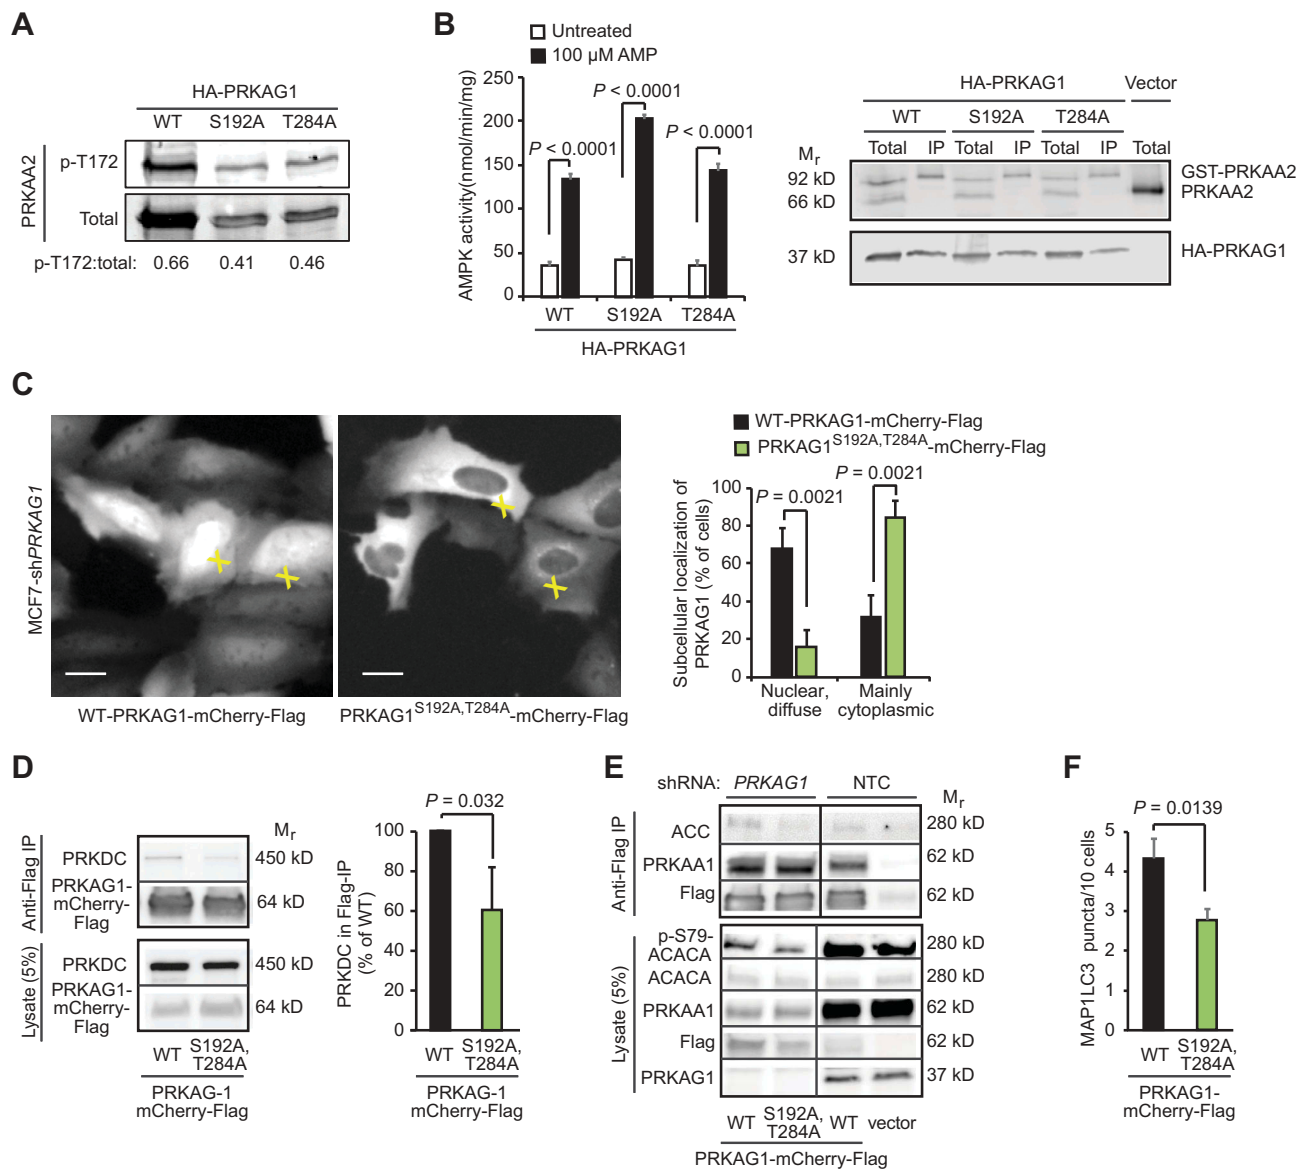 A
HA-PRKAG1
WT S192A T284A
PRKAA2
p-T172
Total
p-T172:total: 0.66 0.41 0.46
B
Untreated
100 µM AMP
AMPK activity(nmol/min/mg)
250
200
150
100
50
0
P < 0.0001
P < 0.0001
P < 0.0001
WT S192A T284A
HA-PRKAG1
HA-PRKAG1 Vector
WT S192A T284A
Mr Total IP Total IP Total IP Total
92 kD GST-PRKAA2
66 kD PRKAA2
37 kD HA-PRKAG1
C
MCF7-shPRKAG1
WT-PRKAG1-mCherry-Flag
PRKAG1S192A,T284A-mCherry-Flag
WT-PRKAG1-mCherry-Flag
PRKAG1S192A,T284A-mCherry-Flag
Subcellular localization of
PRKAG1 (% of cells)
100
80
60
40
20
0
P = 0.0021
P = 0.0021
Nuclear,
diffuse
Mainly
cytoplasmic
D
Anti-Flag IP
Lysate (5%)
Mr
PRKDC 450 kD
PRKAG1-
mCherry-
Flag
64 kD
PRKDC 450 kD
PRKAG1-
mCherry-
Flag
64 kD
WT S192A,
T284A
PRKAG-1
mCherry-Flag
PRKDC in Flag-IP
(% of WT)
100
80
60
40
20
0
P = 0.032
WT S192A,
T284A
PRKAG-1
mCherry-Flag
E
shRNA: PRKAG1 NTC
Mr
Anti-Flag IP
ACC 280 kD
PRKAA1 62 kD
Flag 62 kD
Lysate (5%)
p-S79-
ACACA
280 kD
ACACA 280 kD
PRKAA1 62 kD
Flag 62 kD
PRKAG1 37 kD
WT S192A,
T284A
WT vector
PRKAG1-mCherry-Flag
F
MAP1LC3 puncta/10 cells
5
4
3
2
1
0
P = 0.0139
WT S192A,
T284A
PRKAG1-
mCherry-Flag